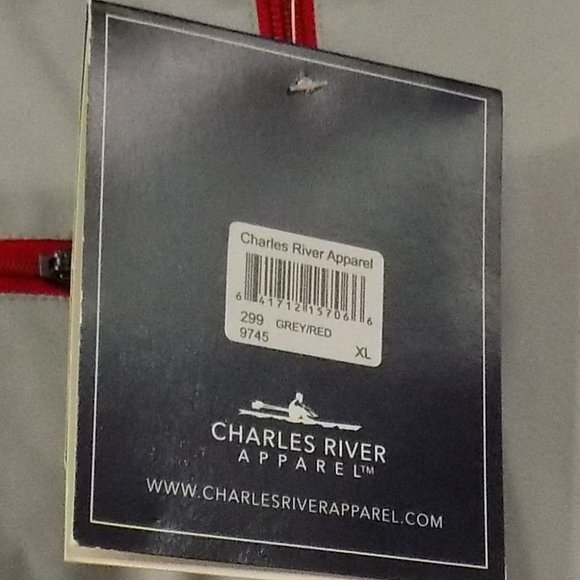 Charles River Apparel
6 41712 15706 6
299 GREY/RED
9745 XL
CHARLES RIVER
APPAREL™
WWW.CHARLESRIVERAPPAREL.COM